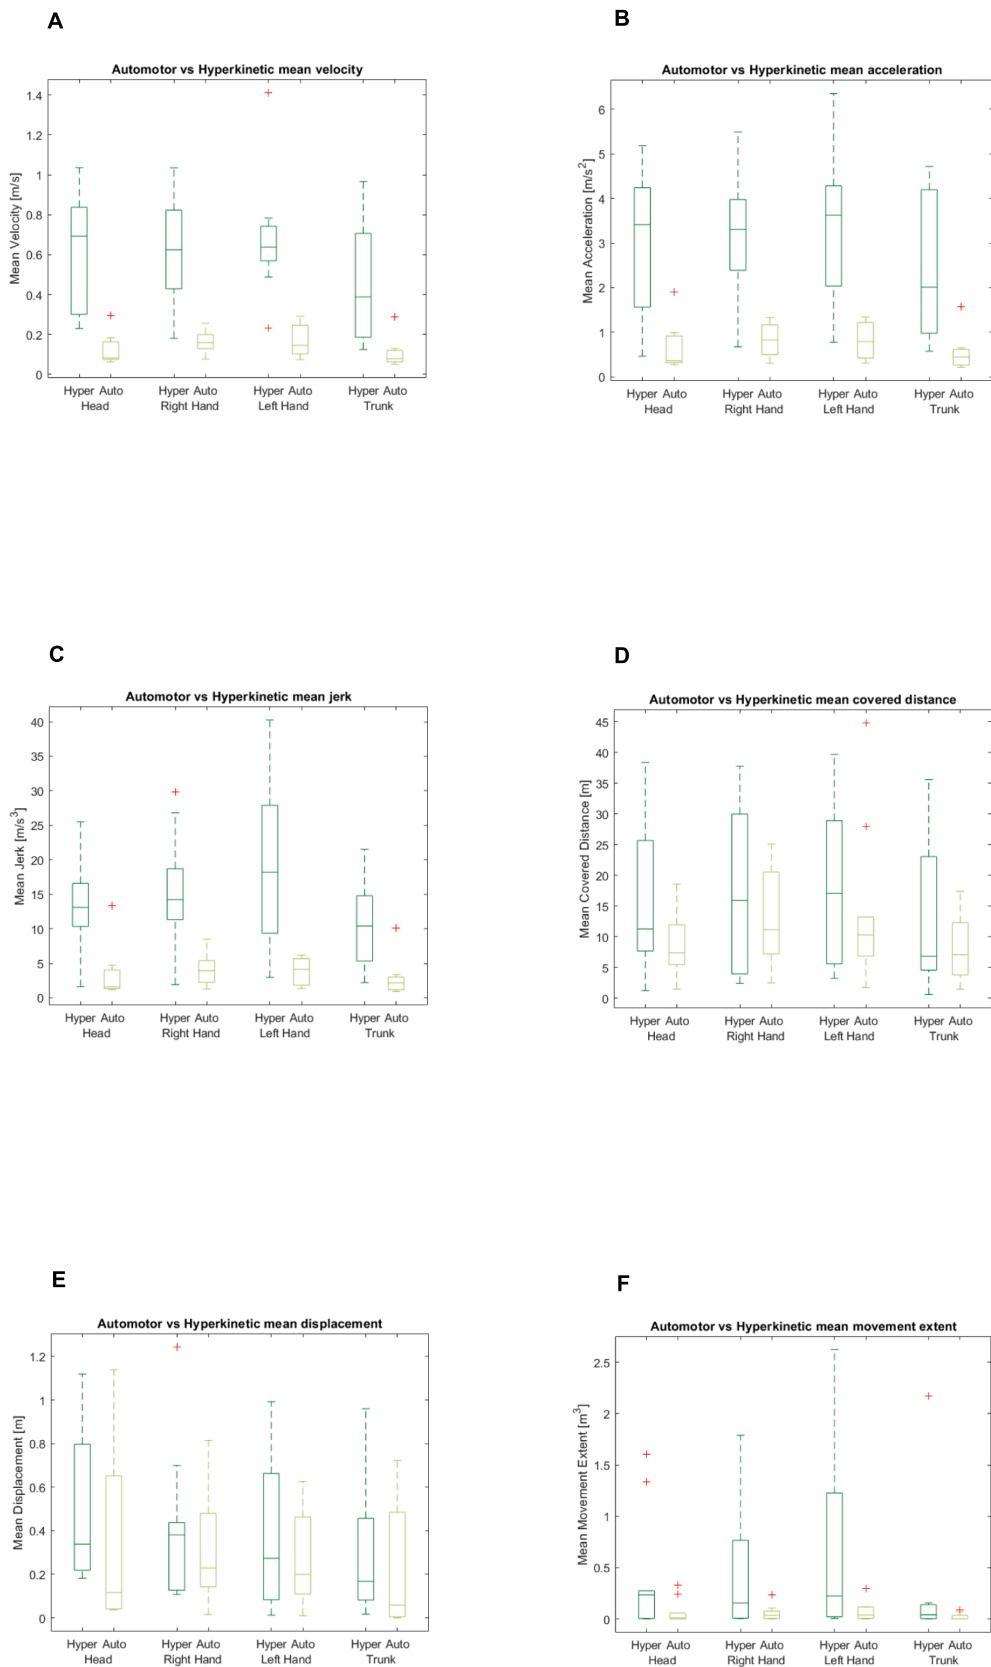 A
Automotor vs Hyperkinetic mean velocity
Mean Velocity [m/s]
1.4
1.2
1
0.8
0.6
0.4
0.2
0
Hyper Auto Hyper Auto Hyper Auto Hyper Auto
Head Right Hand Left Hand Trunk
B
Automotor vs Hyperkinetic mean acceleration
Mean Acceleration [m/s²]
6
5
4
3
2
1
0
Hyper Auto Hyper Auto Hyper Auto Hyper Auto
Head Right Hand Left Hand Trunk
C
Automotor vs Hyperkinetic mean jerk
Mean Jerk [m/s³]
40
35
30
25
20
15
10
5
0
Hyper Auto Hyper Auto Hyper Auto Hyper Auto
Head Right Hand Left Hand Trunk
D
Automotor vs Hyperkinetic mean covered distance
Mean Covered Distance [m]
45
40
35
30
25
20
15
10
5
0
Hyper Auto Hyper Auto Hyper Auto Hyper Auto
Head Right Hand Left Hand Trunk
E
Automotor vs Hyperkinetic mean displacement
Mean Displacement [m]
1.2
1
0.8
0.6
0.4
0.2
0
Hyper Auto Hyper Auto Hyper Auto Hyper Auto
Head Right Hand Left Hand Trunk
F
Automotor vs Hyperkinetic mean movement extent
Mean Movement Extent [m³]
2.5
2
1.5
1
0.5
0
Hyper Auto Hyper Auto Hyper Auto Hyper Auto
Head Right Hand Left Hand Trunk